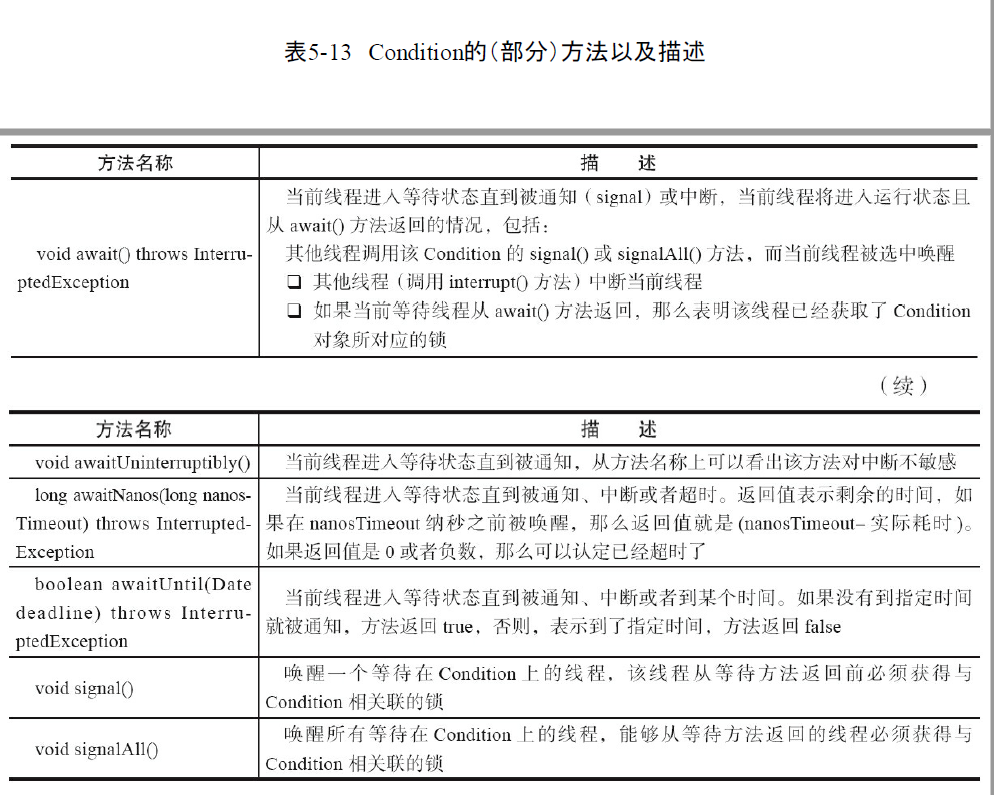 表5-13 Condition的（部分）方法以及描述
方法名称 描 述
void await() throws Interru-
ptedException
当前线程进入等待状态直到被通知（signal）或中断，当前线程将进入运行状态且
从 await() 方法返回的情况，包括：
其他线程调用该 Condition 的 signal() 或 signalAll() 方法，而当前线程被选中唤醒
❑ 其他线程（调用 interrupt() 方法）中断当前线程
❑ 如果当前等待线程从 await() 方法返回，那么表明该线程已经获取了 Condition
对象所对应的锁
（续）
方法名称 描 述
void awaitUninterruptibly()
当前线程进入等待状态直到被通知，从方法名称上可以看出该方法对中断不敏感
long awaitNanos(long nanos-
Timeout) throws Interrupted-
Exception
当前线程进入等待状态直到被通知、中断或者超时。返回值表示剩余的时间，如
果在 nanosTimeout 纳秒之前被唤醒，那么返回值就是 (nanosTimeout– 实际耗时 )。
如果返回值是 0 或者负数，那么可以认定已经超时了
boolean awaitUntil(Date
deadline) throws Interru-
ptedException
当前线程进入等待状态直到被通知、中断或者到某个时间。如果没有到指定时间
就被通知，方法返回 true，否则，表示到了指定时间，方法返回 false
void signal()
唤醒一个等待在 Condition 上的线程，该线程从等待方法返回前必须获得与
Condition 相关联的锁
void signalAll()
唤醒所有等待在 Condition 上的线程，能够从等待方法返回的线程必须获得与
Condition 相关联的锁